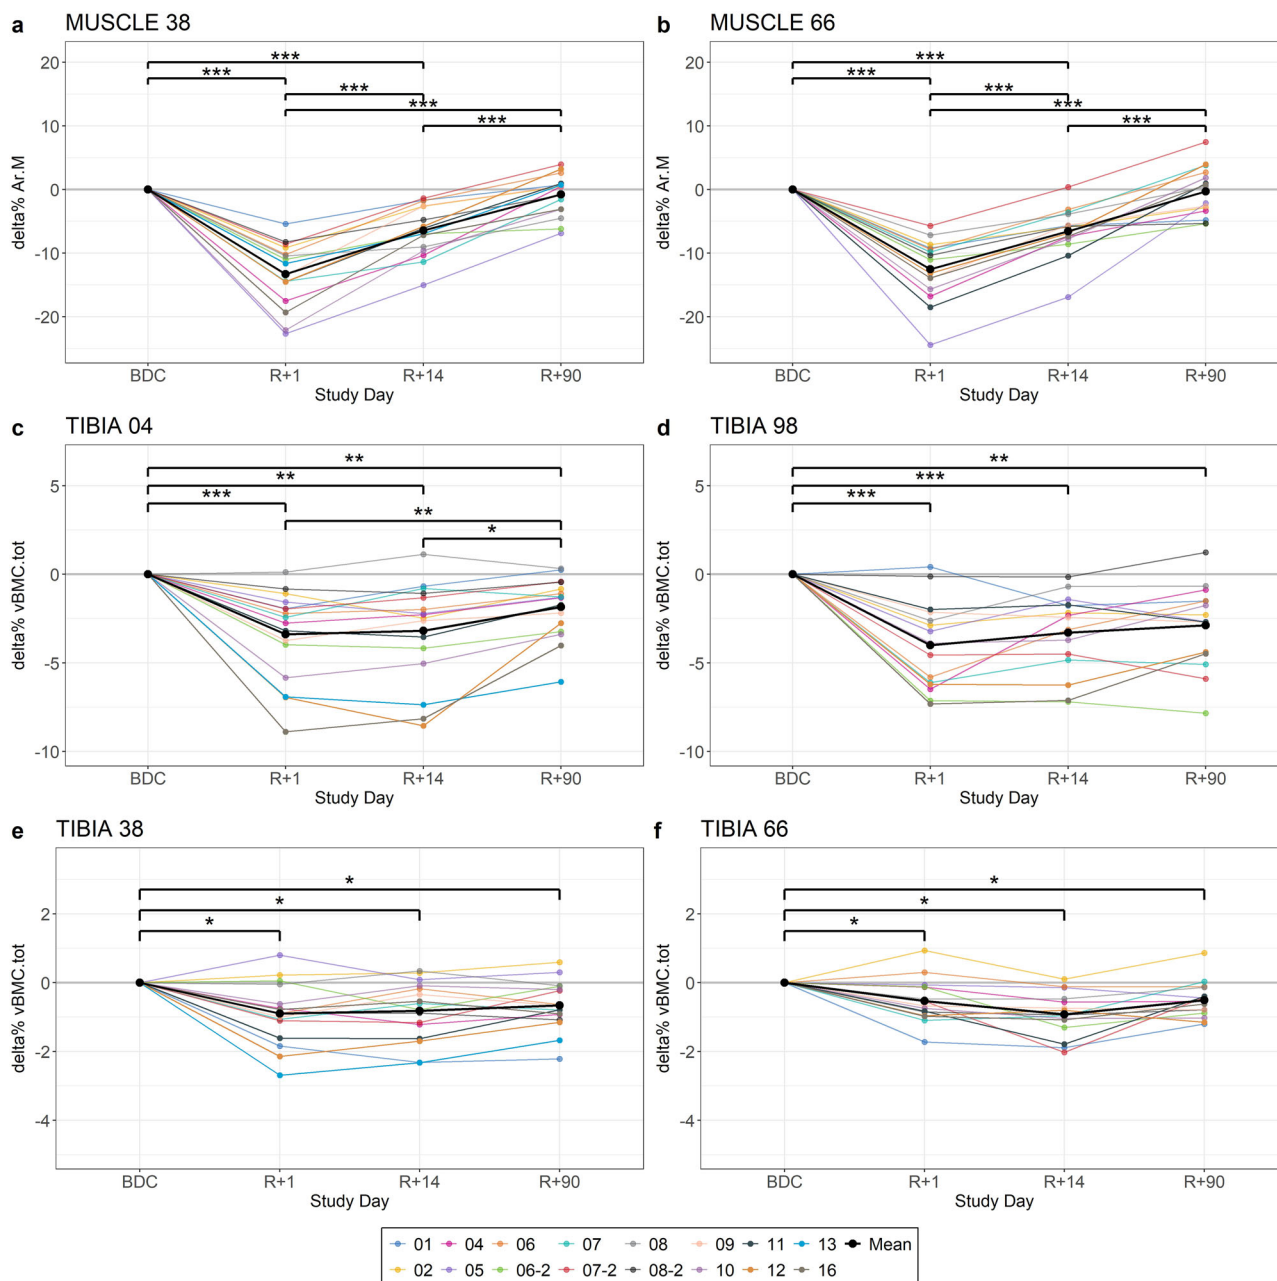 a MUSCLE 38
b MUSCLE 66
delta% Ar.M
20
10
0
-10
-20
***
***
***
***
***
BDC R+1 R+14 R+90
Study Day
delta% Ar.M
20
10
0
-10
-20
***
***
***
***
***
BDC R+1 R+14 R+90
Study Day
c TIBIA 04
d TIBIA 98
delta% vBMC.tot
5
0
-5
-10
**
**
***
**
*
BDC R+1 R+14 R+90
Study Day
delta% vBMC.tot
5
0
-5
-10
**
***
***
BDC R+1 R+14 R+90
Study Day
e TIBIA 38
f TIBIA 66
delta% vBMC.tot
2
0
-2
-4
*
*
*
BDC R+1 R+14 R+90
Study Day
delta% vBMC.tot
2
0
-2
-4
*
*
*
BDC R+1 R+14 R+90
Study Day
01 04 06 07 08 09 11 13 Mean
02 05 06-2 07-2 08-2 10 12 16